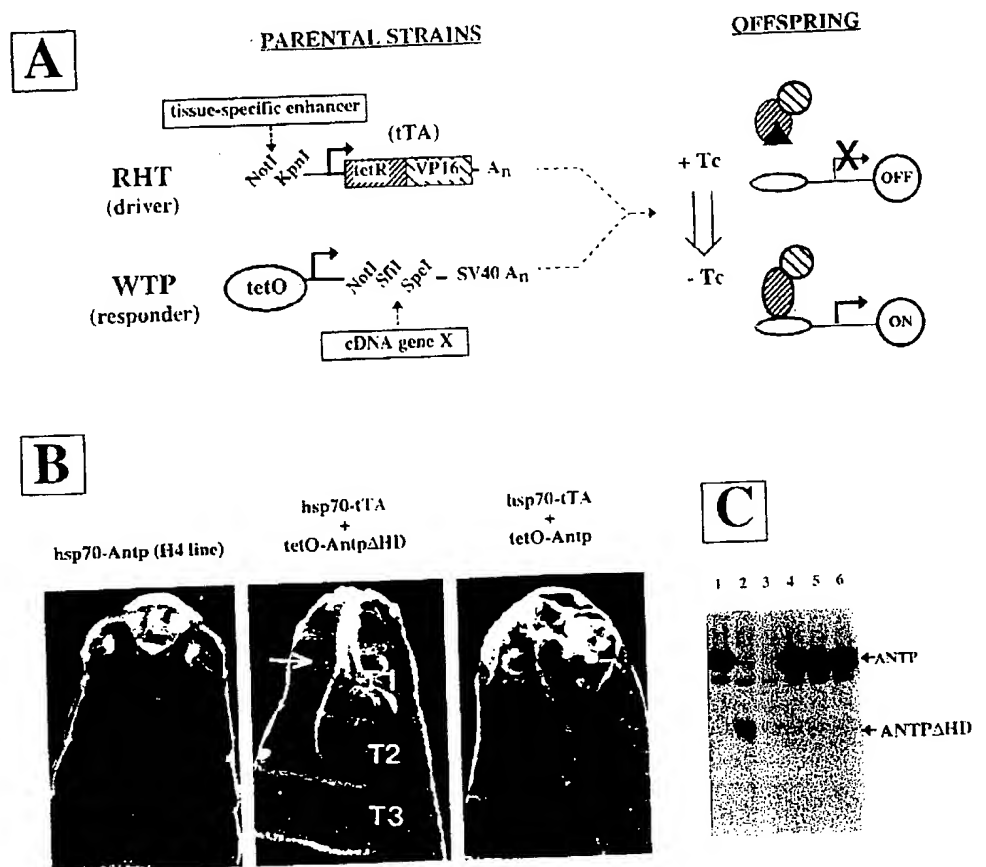 A
PARENTAL STRAINS
OFFSPRING
tissue-specific enhancer
(tTA)
NotI
KpnI
tetR
VP16
An
RHT
(driver)
+ Tc
X
OFF
tetO
NotI
SfiI
SpeI
SV40 An
WTP
(responder)
- Tc
cDNA gene X
ON
B
hsp70-Antp (H4 line)
hsp70-tTA
+
tetO-AntpΔHD
hsp70-tTA
+
tetO-Antp
T2
T3
C
1 2 3 4 5 6
ANTP
ANTPΔHD